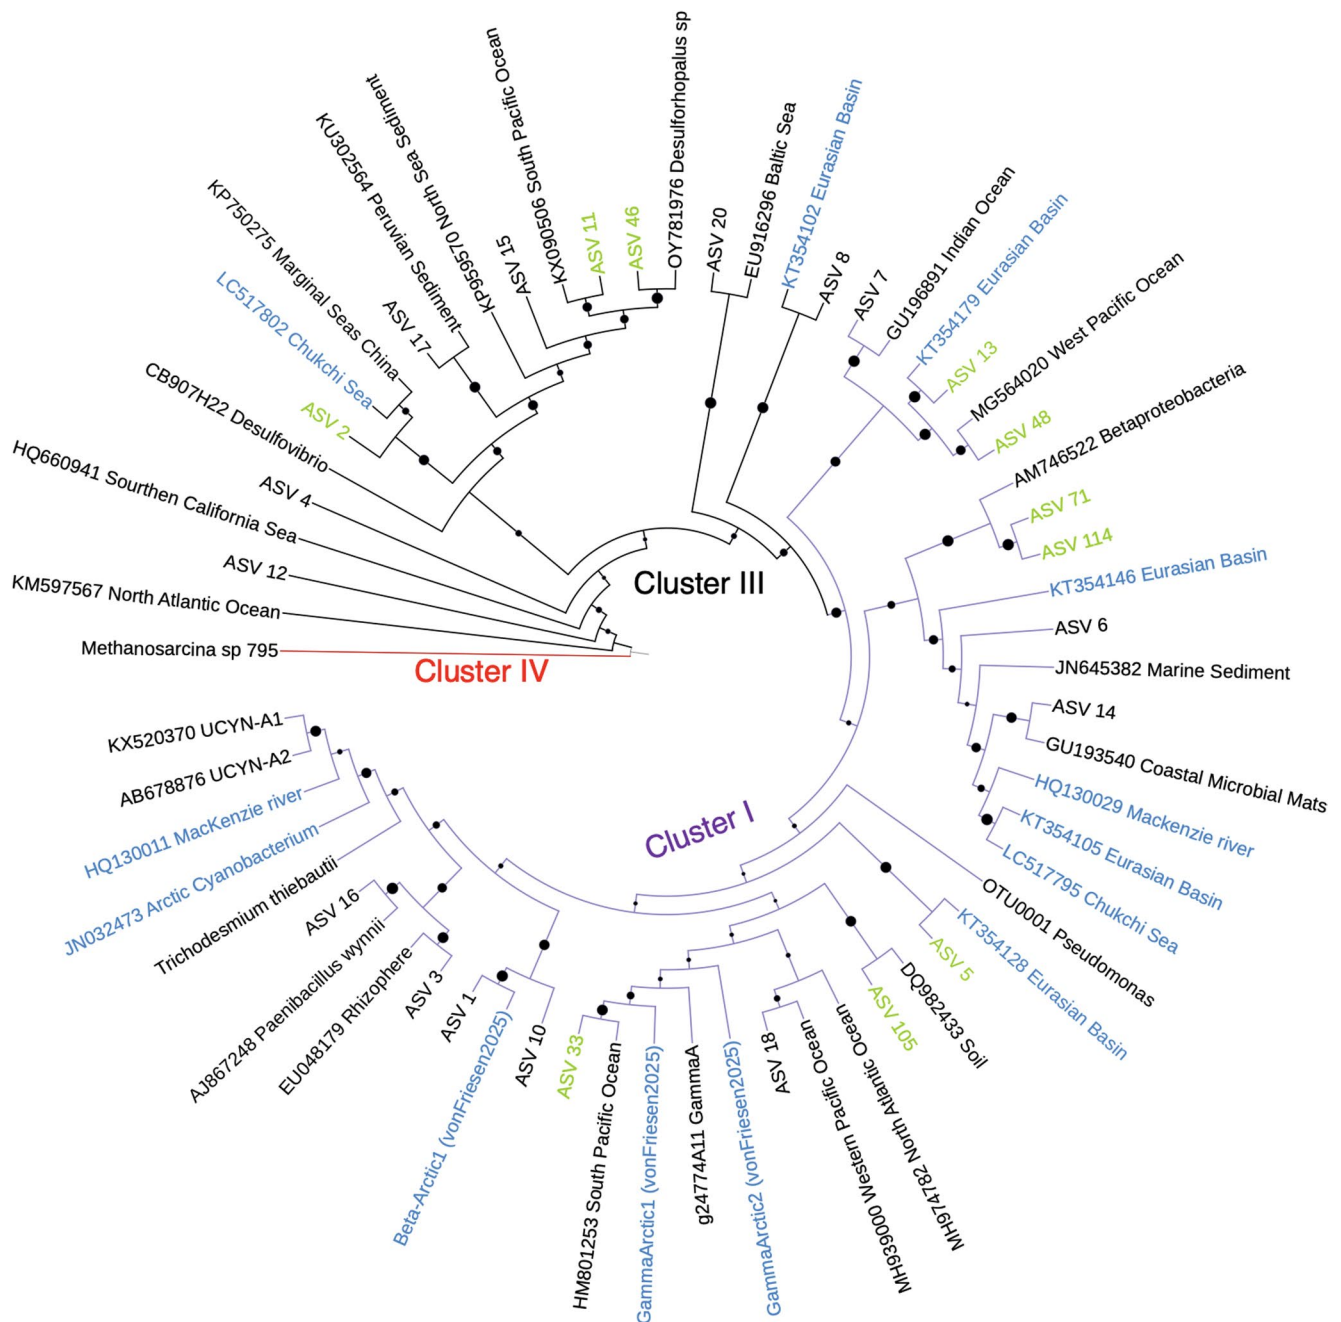 Methanosarcina sp 795
KM597567 North Atlantic Ocean
ASV 12
HQ660941 Sourthen California Sea
ASV 4
CB907H22 Desulfovibrio
ASV 2
LC517802 Chukchi Sea
KP750275 Marginal Seas China
ASV 17
KU302564 Peruvian Sediment
KP959570 North Sea Sediment
ASV 15
KX090506 South Pacific Ocean
ASV 11
ASV 46
OY781976 Desulforhopalus sp
ASV 20
EU916296 Baltic Sea
KT354102 Eurasian Basin
ASV 8
ASV 7
GU196891 Indian Ocean
KT354179 Eurasian Basin
ASV 13
MG564020 West Pacific Ocean
ASV 48
AM746522 Betaproteobacteria
ASV 71
ASV 114
KT354146 Eurasian Basin
ASV 6
JN645382 Marine Sediment
ASV 14
GU193540 Coastal Microbial Mats
HQ130029 Mackenzie river
KT354105 Eurasian Basin
LC517795 Chukchi Sea
OTU0001 Pseudomonas
KT354128 Eurasian Basin
ASV 5
DQ982433 Soil
ASV 105
MH974782 North Atlantic Ocean
MH939000 Western Pacific Ocean
ASV 18
GammaArctic2 (vonFriesen2025)
g24774A11 GammaA
GammaArctic1 (vonFriesen2025)
HM801253 South Pacific Ocean
ASV 33
ASV 10
Beta-Arctic1 (vonFriesen2025)
ASV 1
ASV 3
EU048179 Rhizophere
AJ867248 Paenibacillus wynnii
ASV 16
Trichodesmium thiebautii
JN032473 Arctic Cyanobacterium
HQ130011 MacKenzie river
AB678876 UCYN-A2
KX520370 UCYN-A1
Cluster III
Cluster IV
Cluster I